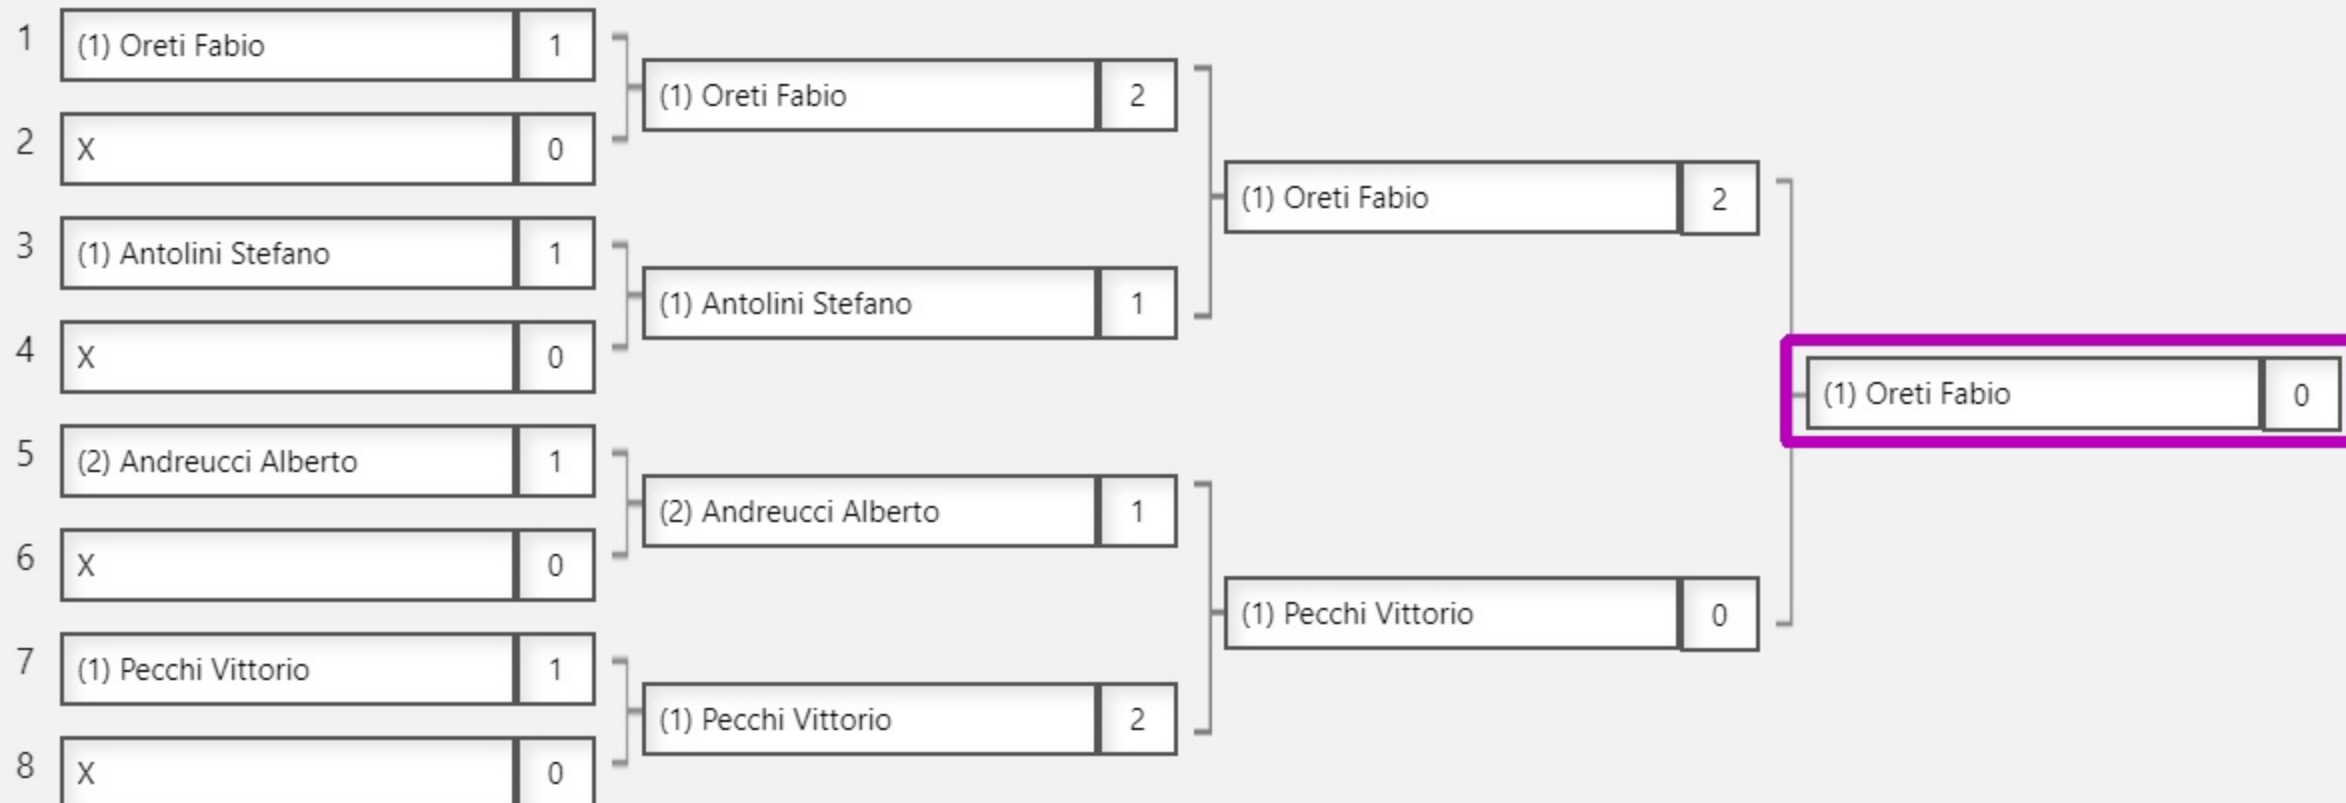 1 (1) Oreti Fabio 1
2 X 0
3 (1) Antolini Stefano 1
4 X 0
5 (2) Andreucci Alberto 1
6 X 0
7 (1) Pecchi Vittorio 1
8 X 0
(1) Oreti Fabio 2
(1) Antolini Stefano 1
(2) Andreucci Alberto 1
(1) Pecchi Vittorio 2
(1) Oreti Fabio 2
(1) Pecchi Vittorio 0
(1) Oreti Fabio 0